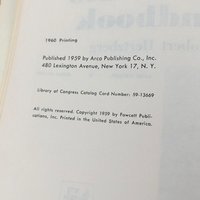 1960 Printing
Published 1959 by Arco Publishing Co., Inc.
480 Lexington Avenue, New York 17, N. Y.
Library of Congress Catalog Card Number: 59-13669
All rights reserved. Copyright 1959 by Fawcett Publi-
cations, Inc. Printed in the United States of America.